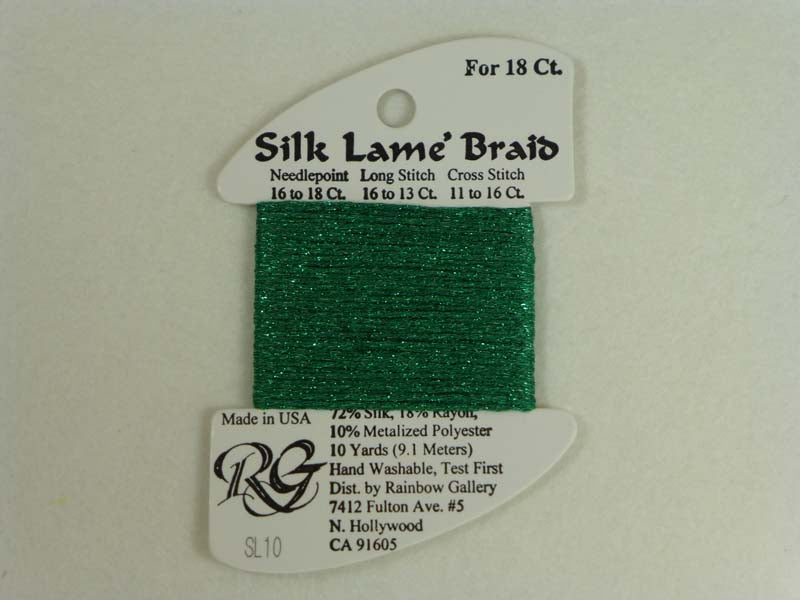 For 18 Ct.
Silk Lame' Braid
Needlepoint Long Stitch Cross Stitch
16 to 18 Ct. 16 to 13 Ct. 11 to 16 Ct.
Made in USA
72% Silk, 18% Rayon,
10% Metalized Polyester
10 Yards (9.1 Meters)
Hand Washable, Test First
Dist. by Rainbow Gallery
7412 Fulton Ave. #5
N. Hollywood
CA 91605
RG
SL10